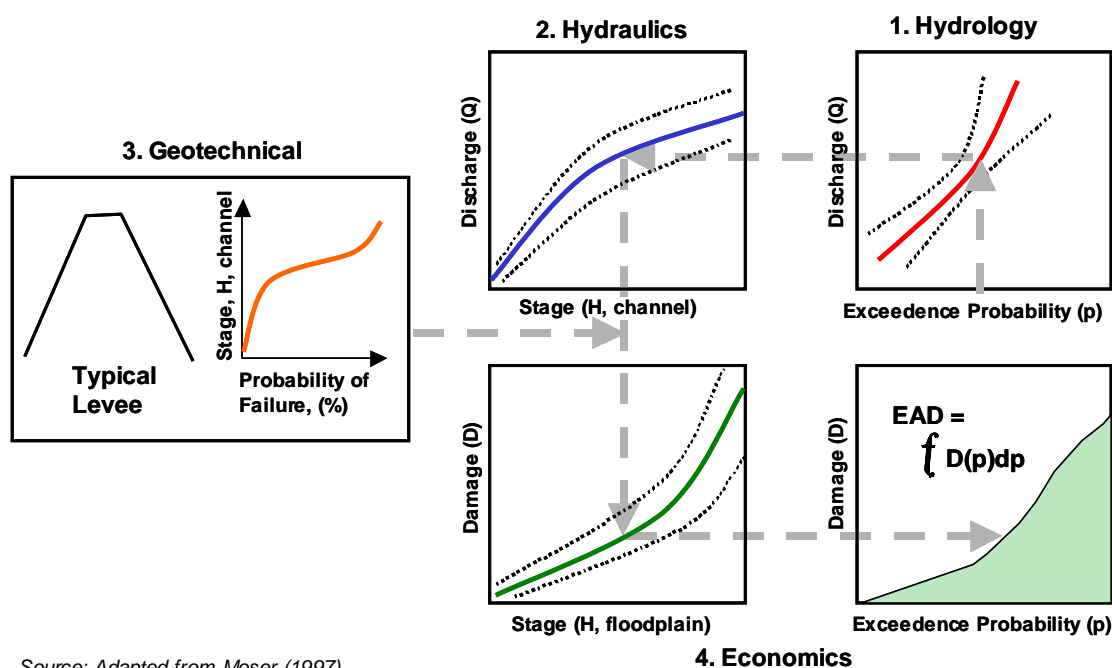 2. Hydraulics
1. Hydrology
3. Geotechnical
Stage, H, channel
Typical
Levee
Probability of
Failure, (%)
Discharge (Q)
Stage (H, channel)
Discharge (Q)
Exceedence Probability (p)
Damage (D)
Stage (H, floodplain)
Damage (D)
EAD =
∫ D(p)dp
Exceedence Probability (p)
4. Economics
Source: Adapted from Moser (1997)